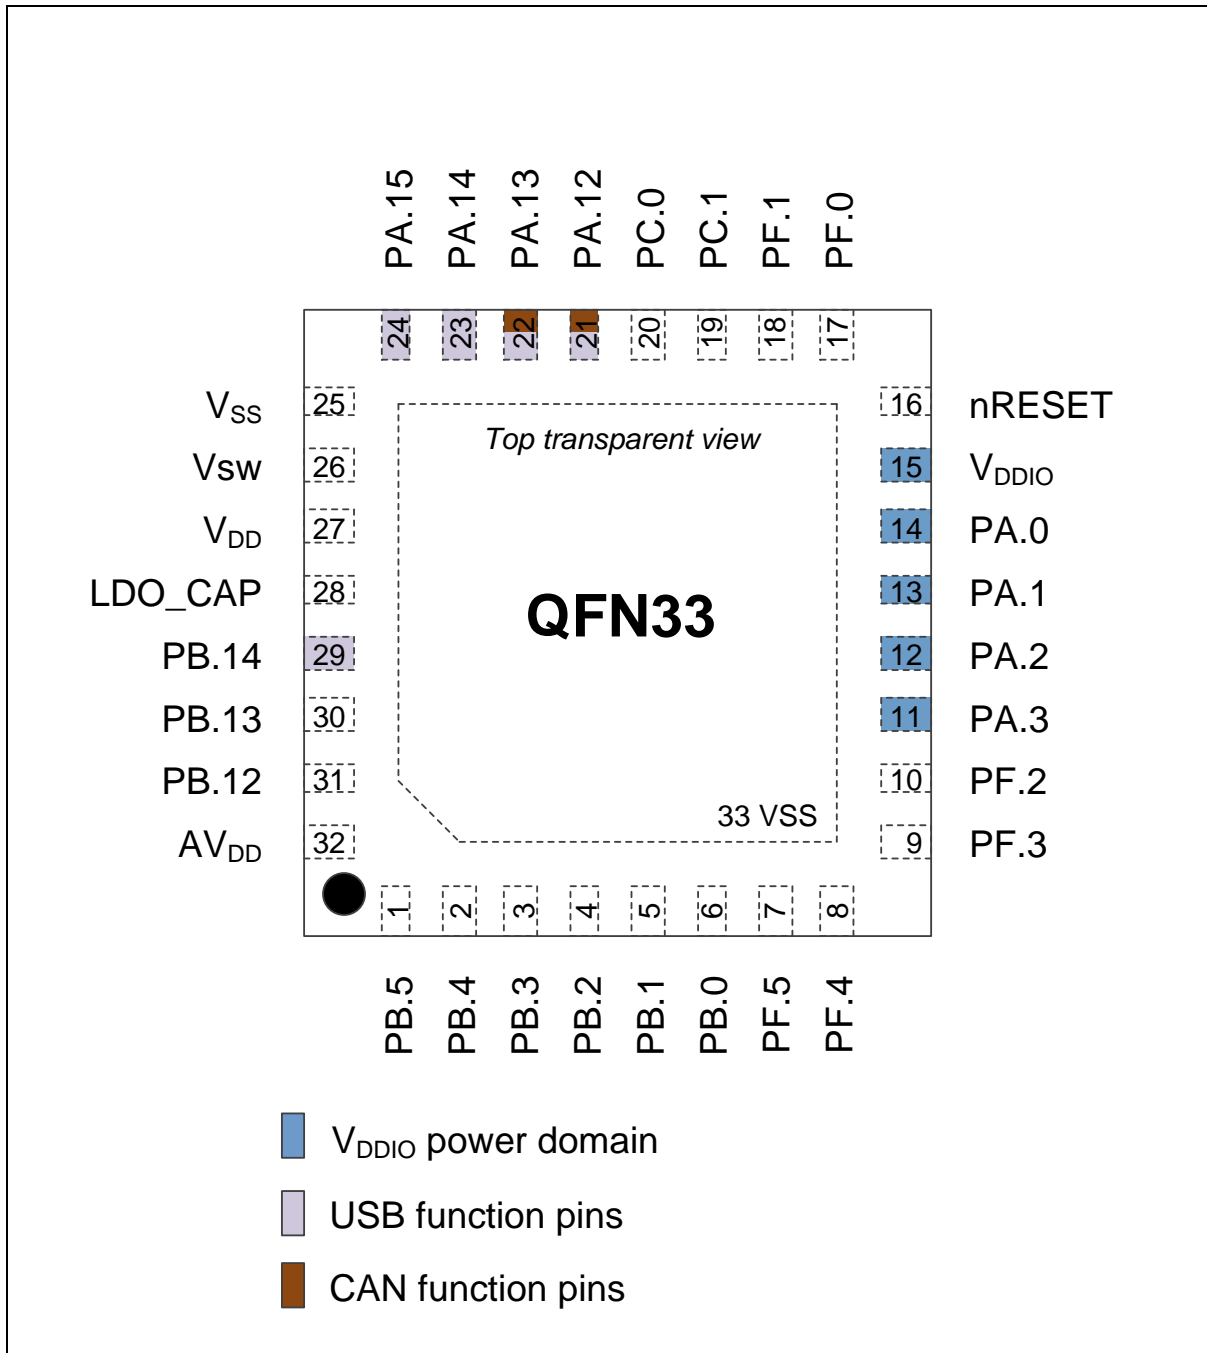 PA.15
PA.14
PA.13
PA.12
PC.0
PC.1
PF.1
PF.0
24
23
22
21
20
19
18
17
VSS
25
Vsw
26
VDD
27
LDO_CAP
28
PB.14
29
PB.13
30
PB.12
31
AVDD
32
Top transparent view
QFN33
33 VSS
16
nRESET
15
VDDIO
14
PA.0
13
PA.1
12
PA.2
11
PA.3
10
PF.2
9
PF.3
1
2
3
4
5
6
7
8
PB.5
PB.4
PB.3
PB.2
PB.1
PB.0
PF.5
PF.4
VDDIO power domain
USB function pins
CAN function pins